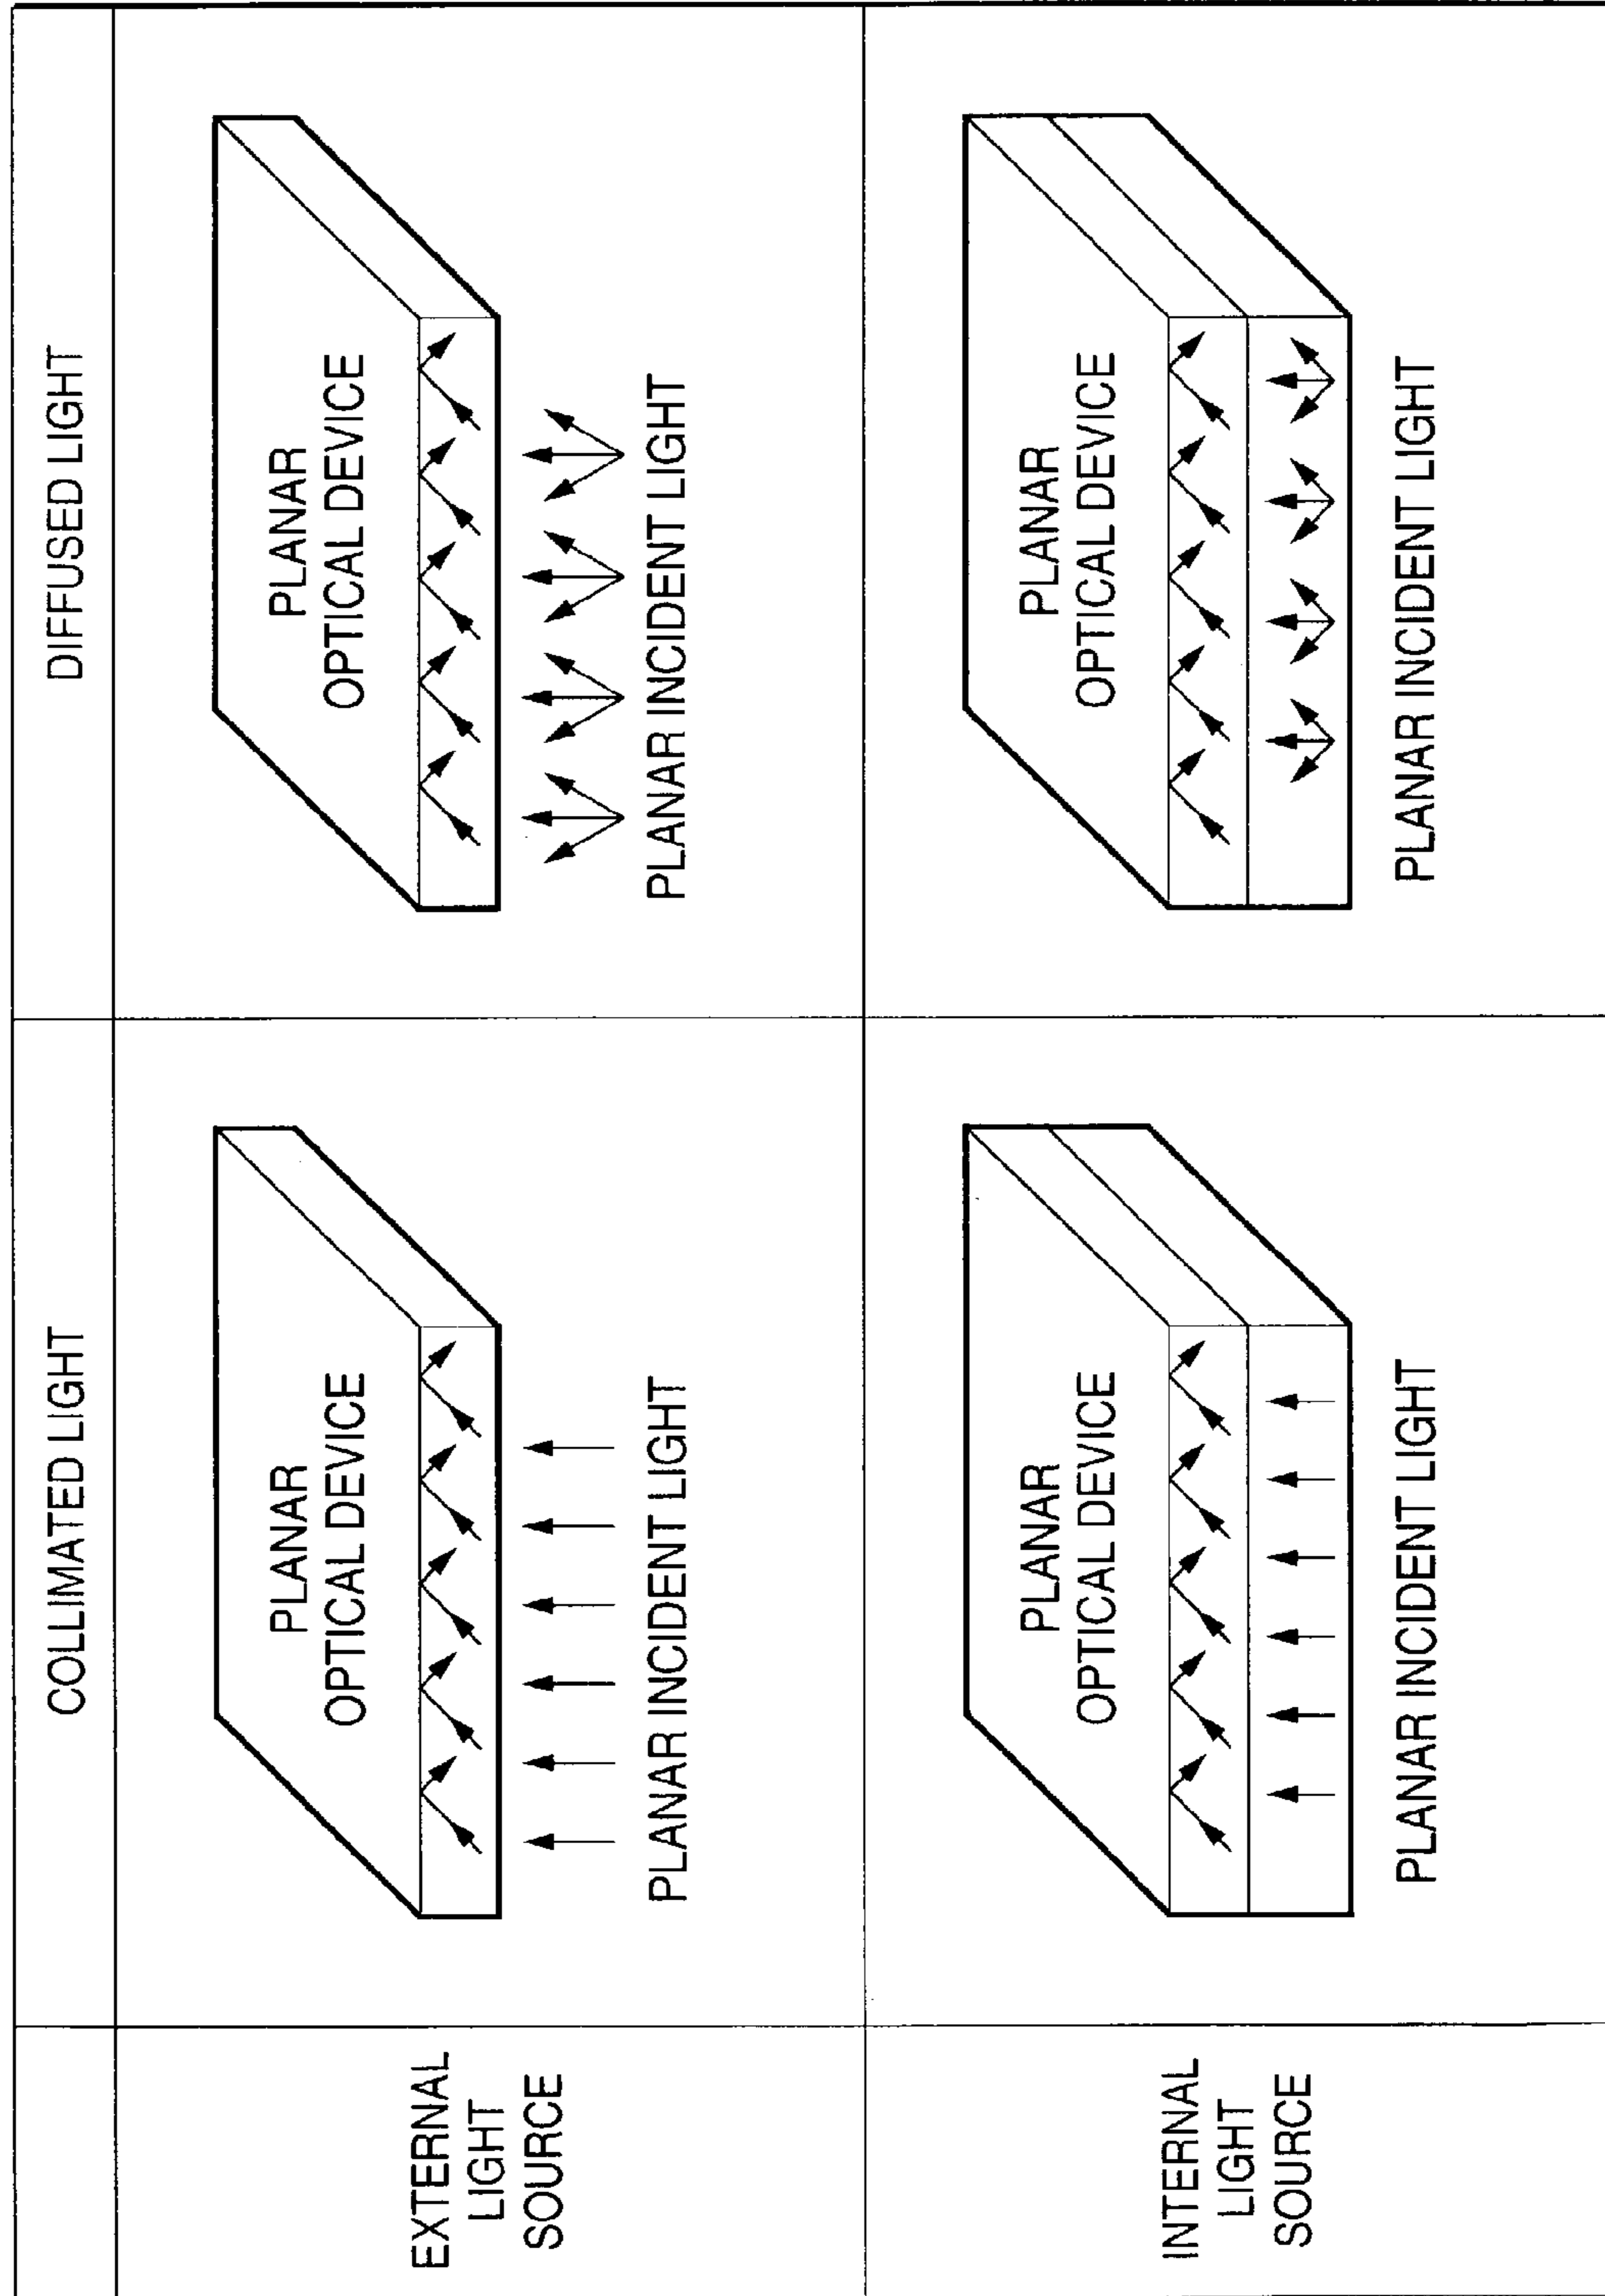 COLLIMATED LIGHT
DIFFUSED LIGHT
EXTERNAL
LIGHT
SOURCE
PLANAR
OPTICAL DEVICE
PLANAR INCIDENT LIGHT
PLANAR
OPTICAL DEVICE
PLANAR INCIDENT LIGHT
INTERNAL
LIGHT
SOURCE
PLANAR
OPTICAL DEVICE
PLANAR INCIDENT LIGHT
PLANAR
OPTICAL DEVICE
PLANAR INCIDENT LIGHT